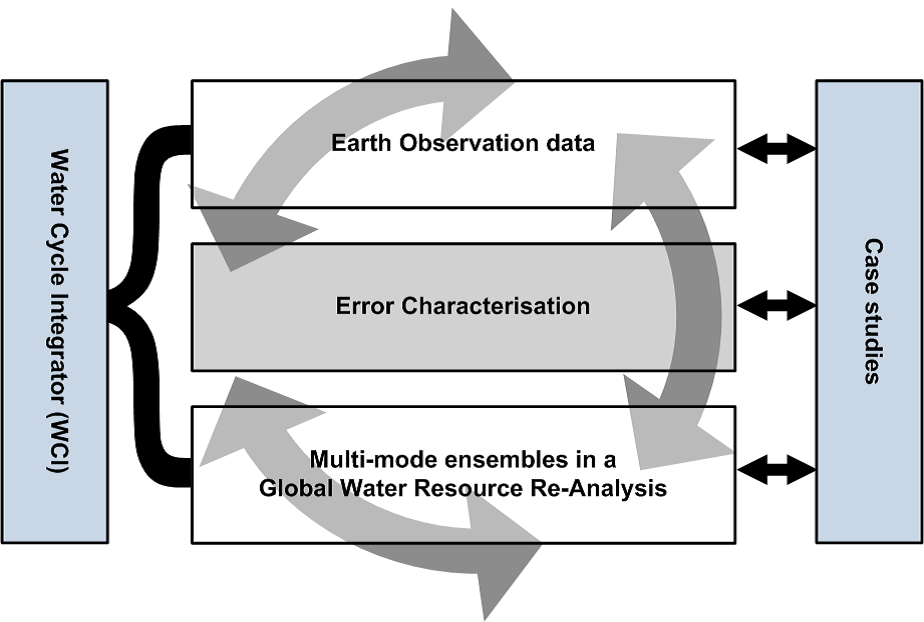 Water Cycle Integrator (WCI)
Earth Observation data
Error Characterisation
Multi-mode ensembles in a
Global Water Resource Re-Analysis
Case studies